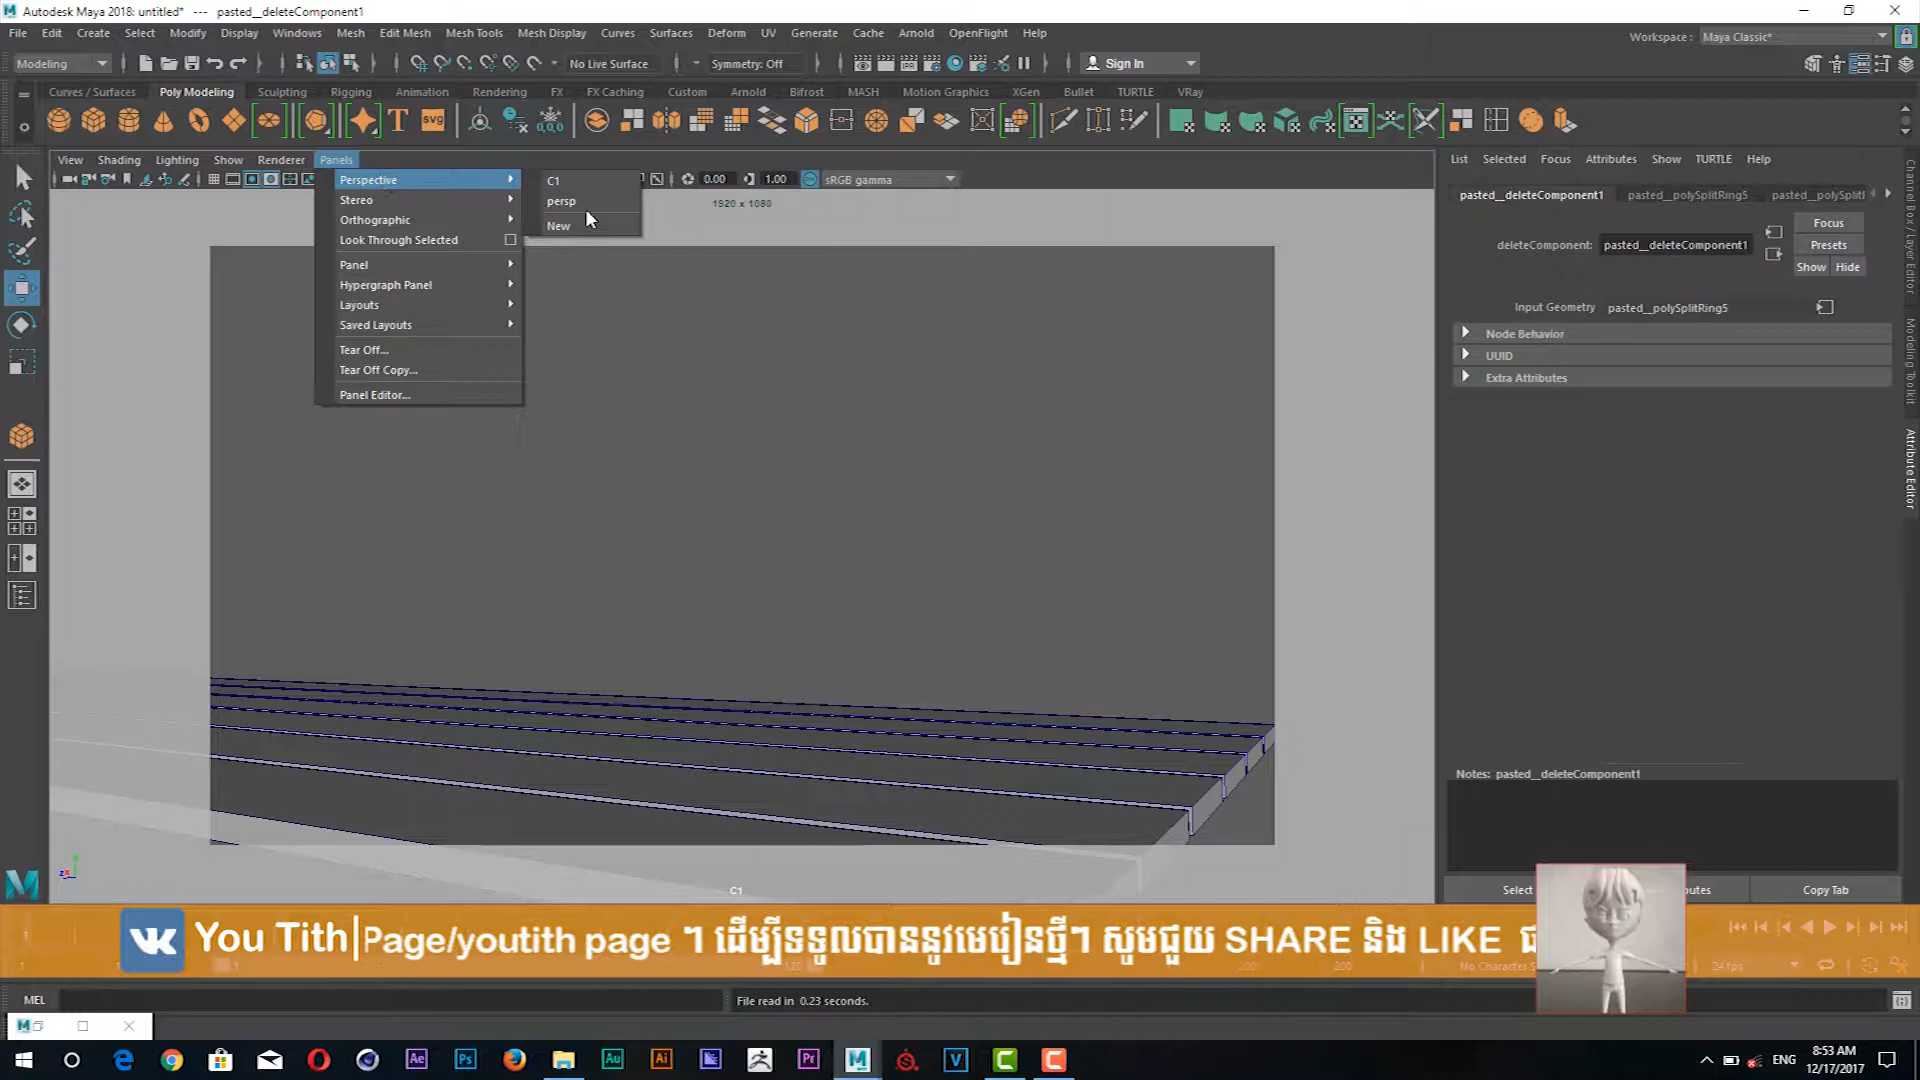 Autodesk Maya 2018: untitled* --- pasted__deleteComponent1
File Edit Create Select Modify Display Windows Mesh Edit Mesh Mesh Tools Mesh Display Curves Surfaces Deform UV Generate Cache Arnold OpenFlight Help
Workspace : Maya Classic*
Modeling No Live Surface Symmetry: Off Sign In
Curves / Surfaces Poly Modeling Sculpting Rigging Animation Rendering FX FX Caching Custom Arnold Bifrost MASH Motion Graphics XGen Bullet TURTLE VRay
View Shading Lighting Show Renderer Panels
0.00 1.00 sRGB gamma
1920 x 1080
Perspective
Stereo
Orthographic
Look Through Selected
Panel
Hypergraph Panel
Layouts
Saved Layouts
Tear Off...
Tear Off Copy...
Panel Editor...
C1
persp
New
C1
List Selected Focus Attributes Show TURTLE Help
pasted__deleteComponent1 pasted__polySplitRing5 pasted__polySplitl
deleteComponent: pasted__deleteComponent1
Focus
Presets
Show Hide
Input Geometry pasted__polySplitRing5
Node Behavior
UUID
Extra Attributes
Notes: pasted__deleteComponent1
Select Copy Tab
Channel Box / Layer Editor
Modeling Toolkit
Attribute Editor
You Tith Page/youtith page ។ ដើម្បីទទួលបាននូវមេរៀនថ្មីៗ សូមជួយ SHARE និង LIKE
24 fps
MEL File read in 0.23 seconds.
ENG
8:53 AM
12/17/2017